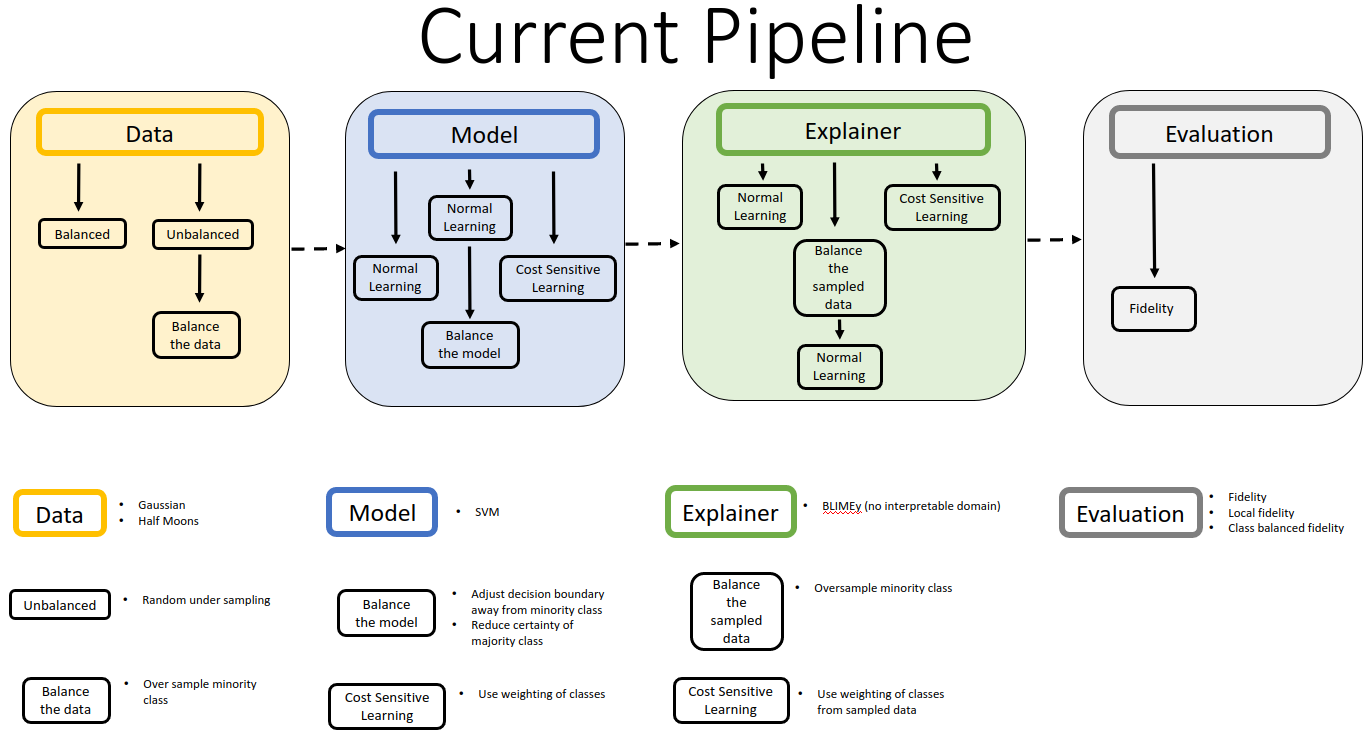 Current Pipeline
Data
Balanced
Unbalanced
Balance
the data
Model
Normal
Learning
Normal
Learning
Cost Sensitive
Learning
Balance
the model
Explainer
Normal
Learning
Cost Sensitive
Learning
Balance
the
sampled
data
Normal
Learning
Evaluation
Fidelity
Data
• Gaussian
• Half Moons
Model
• SVM
Explainer
• BLIMEy (no interpretable domain)
Evaluation
• Fidelity
• Local fidelity
• Class balanced fidelity
Unbalanced
• Random under sampling
Balance
the model
• Adjust decision boundary
away from minority class
• Reduce certainty of
majority class
Balance
the
sampled
data
• Oversample minority class
Balance
the data
• Over sample minority
class
Cost Sensitive
Learning
• Use weighting of classes
Cost Sensitive
Learning
• Use weighting of classes
from sampled data